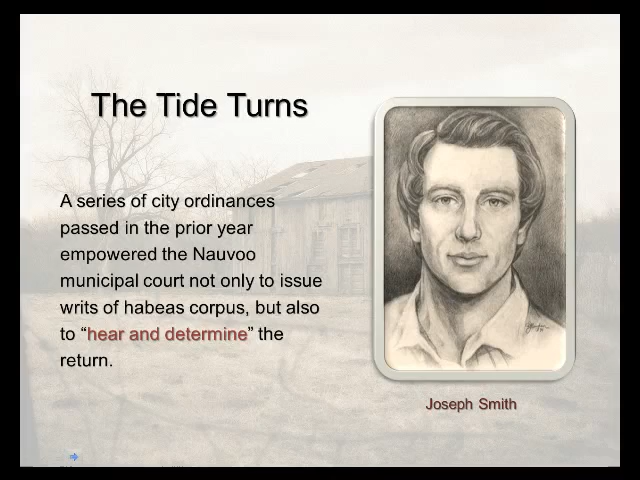 The Tide Turns
A series of city ordinances
passed in the prior year
empowered the Nauvoo
municipal court not only to issue
writs of habeas corpus, but also
to “hear and determine” the
return.
Joseph Smith